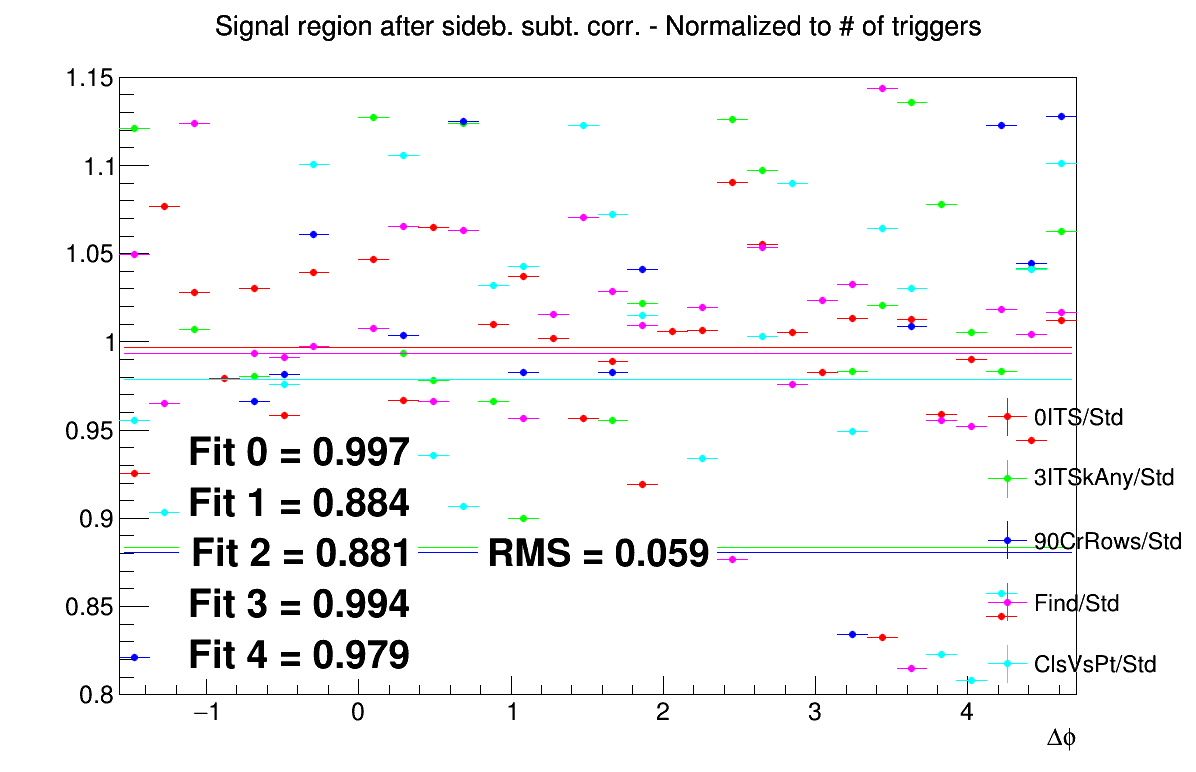 Signal region after sideb. subt. corr. - Normalized to # of triggers
1.15
1.1
1.05
1
0.95
0.9
0.85
0.8
Fit 0 = 0.997
Fit 1 = 0.884
Fit 2 = 0.881 RMS = 0.059
Fit 3 = 0.994
Fit 4 = 0.979
0ITS/Std
3ITSkAny/Std
90CrRows/Std
Find/Std
ClsVsPt/Std
−1 0 1 2 3 4
Δϕ